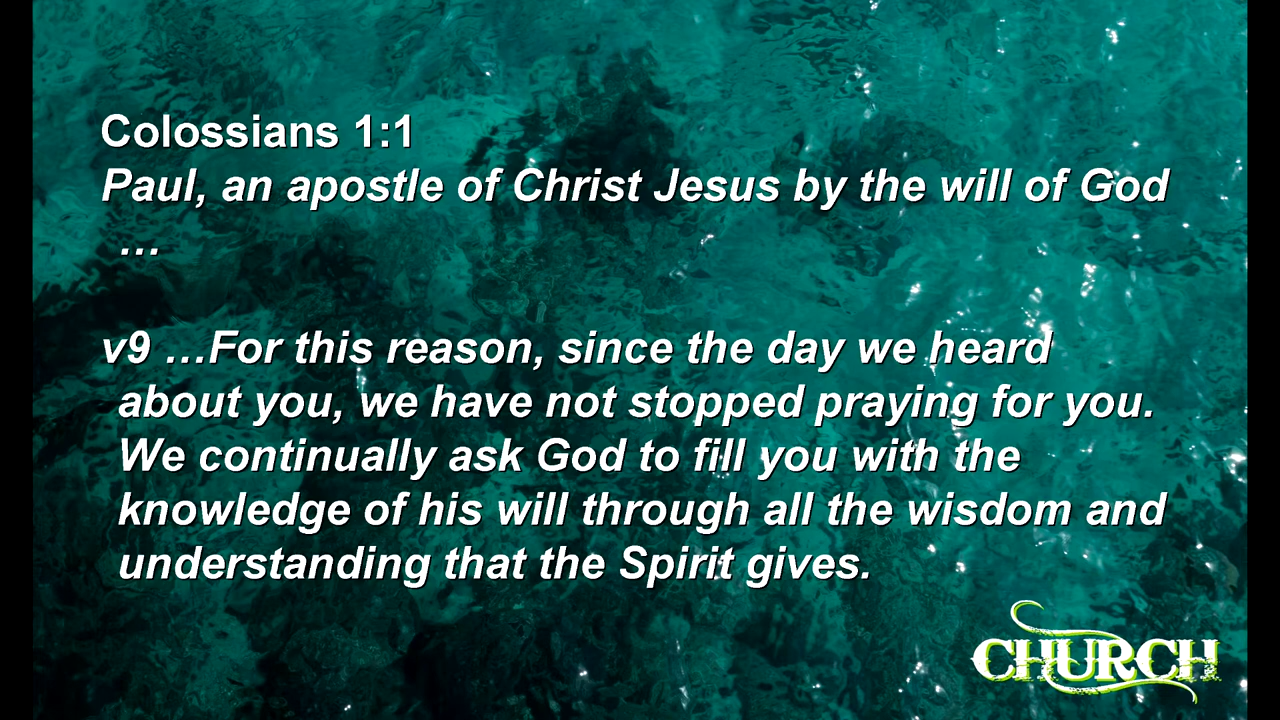 Colossians 1:1
Paul, an apostle of Christ Jesus by the will of God
…
v9 …For this reason, since the day we heard
about you, we have not stopped praying for you.
We continually ask God to fill you with the
knowledge of his will through all the wisdom and
understanding that the Spirit gives.
CHURCH